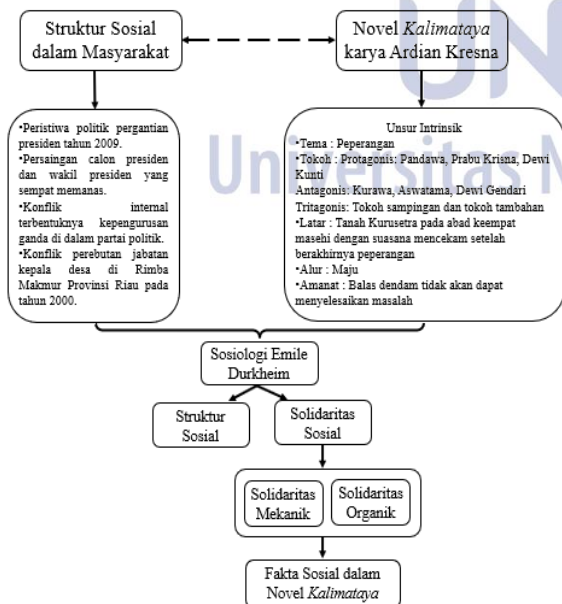 Struktur Sosial
dalam Masyarakat
Novel Kalimataya
karya Ardian Kresna
•Peristiwa politik pergantian
presiden tahun 2009.
•Persaingan calon presiden
dan wakil presiden yang
sempat memanas.
•Konflik internal
terbentuknya kepengurusan
ganda di dalam partai politik.
•Konflik perebutan jabatan
kepala desa di Rimba
Makmur Provinsi Riau pada
tahun 2000.
Unsur Intrinsik
•Tema : Peperangan
•Tokoh : Protagonis: Pandawa, Prabu Krisna, Dewi
Kunti
Antagonis: Kurawa, Aswatama, Dewi Gendari
Tritagonis: Tokoh sampingan dan tokoh tambahan
•Latar : Tanah Kurusetra pada abad keempat
masehi dengan suasana mencekam setelah
berakhirnya peperangan
•Alur : Maju
•Amanat : Balas dendam tidak akan dapat
menyelesaikan masalah
Sosiologi Emile
Durkheim
Struktur
Sosial
Solidaritas
Sosial
Solidaritas
Mekanik
Solidaritas
Organik
Fakta Sosial dalam
Novel Kalimataya
UN
Universitas N